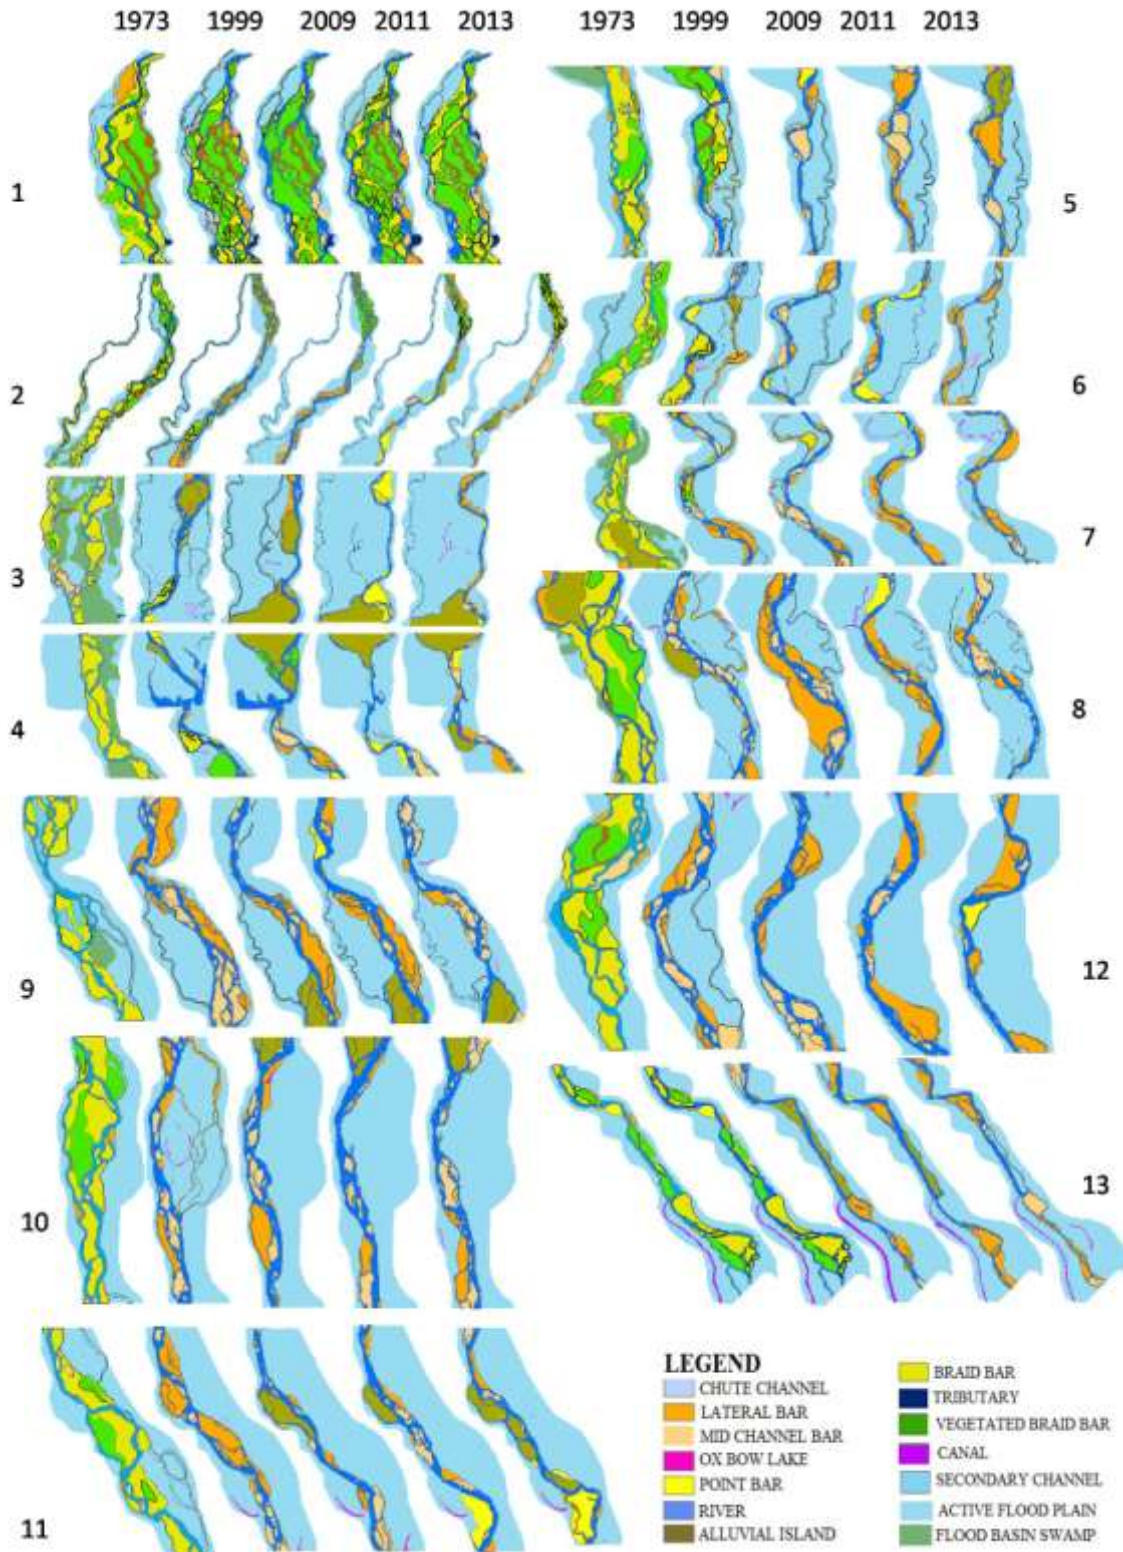 1973 1999 2009 2011 2013
1973 1999 2009 2011 2013
1
2
3
4
5
6
7
8
9
10
11
12
13
LEGEND
CHUTE CHANNEL
LATERAL BAR
MID CHANNEL BAR
OX BOW LAKE
POINT BAR
RIVER
ALLUVIAL ISLAND
BRAID BAR
TRIBUTARY
VEGETATED BRAID BAR
CANAL
SECONDARY CHANNEL
ACTIVE FLOOD PLAIN
FLOOD BASIN SWAMP